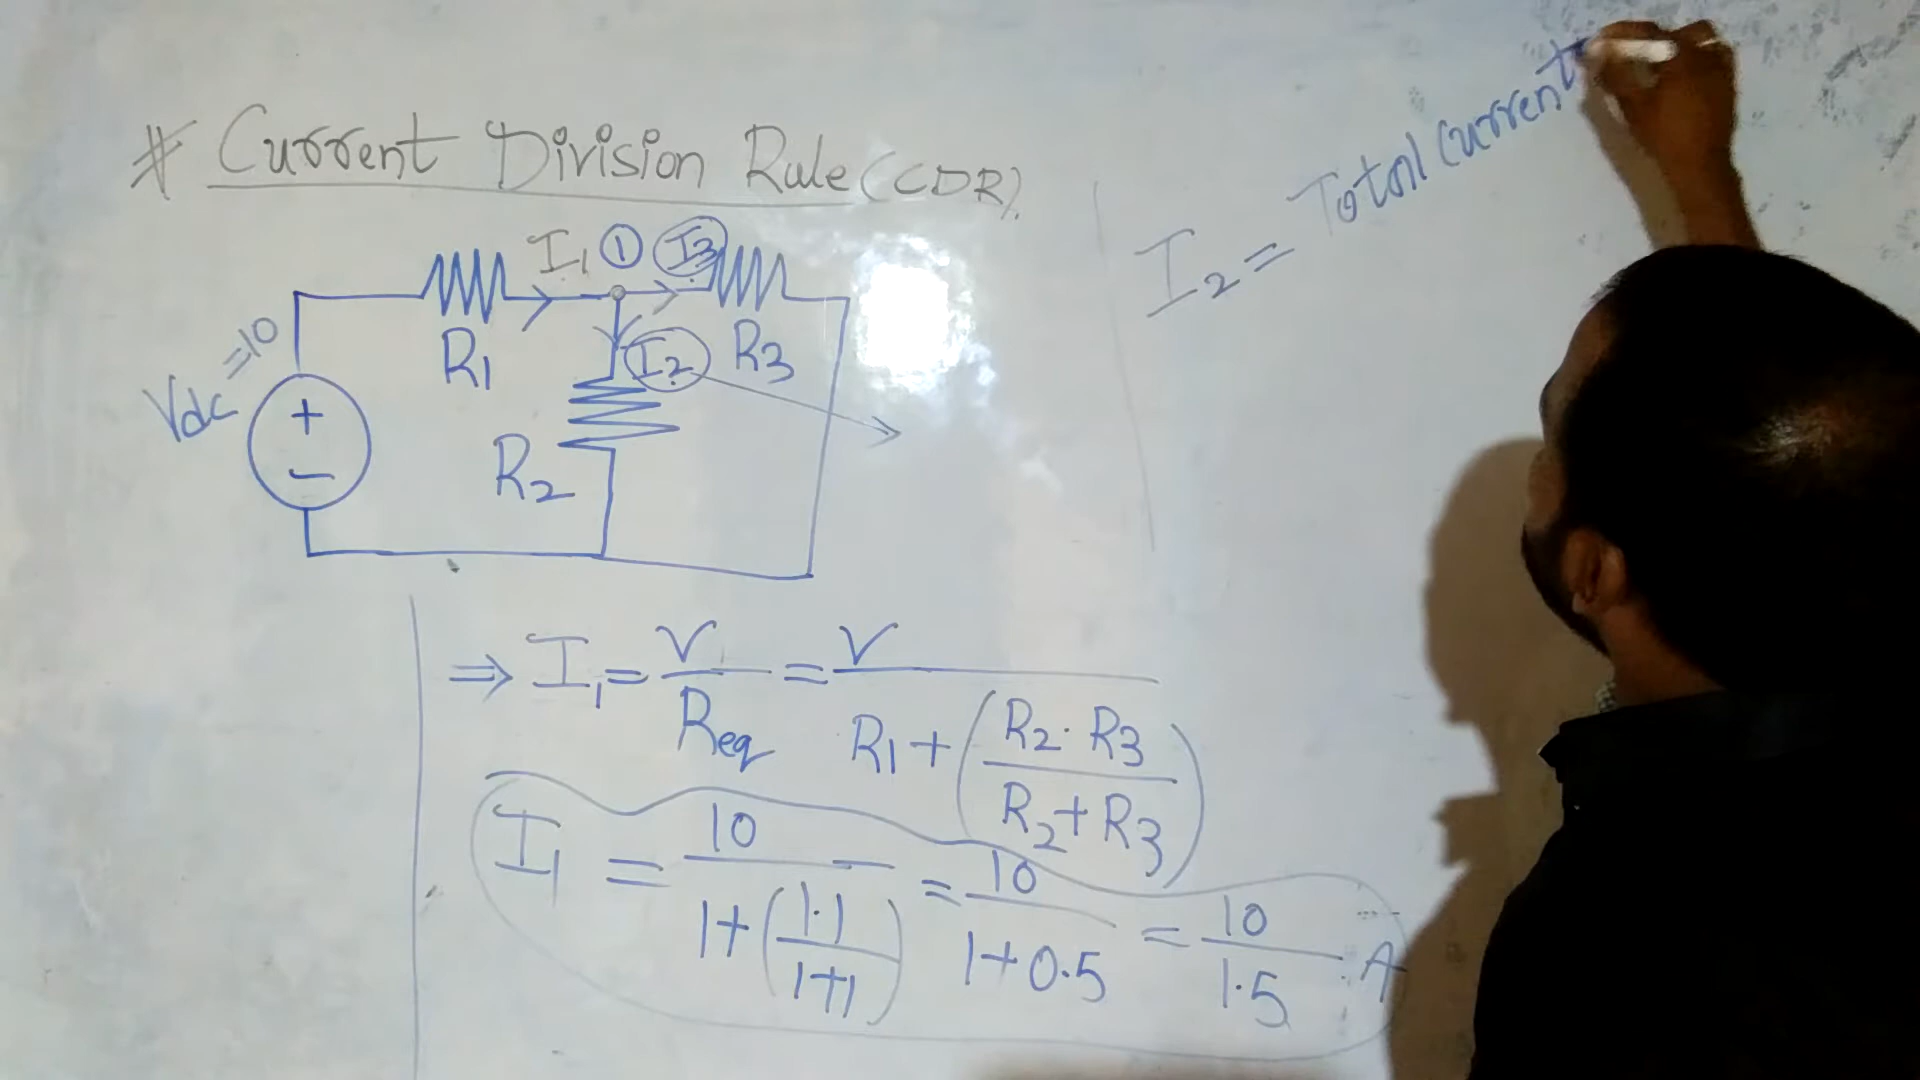 * Current Division Rule (CDR).
I2 = Total current
I1 ① I3
R1
I2
R3
Vdc = 10
+
−
R2
⇒ I1 = V / Req = V / (R1 + (R2 · R3 / R2 + R3))
I1 = 10 / (1 + (1·1 / 1+1)) = 10 / (1 + 0.5) = 10 / 1.5 A